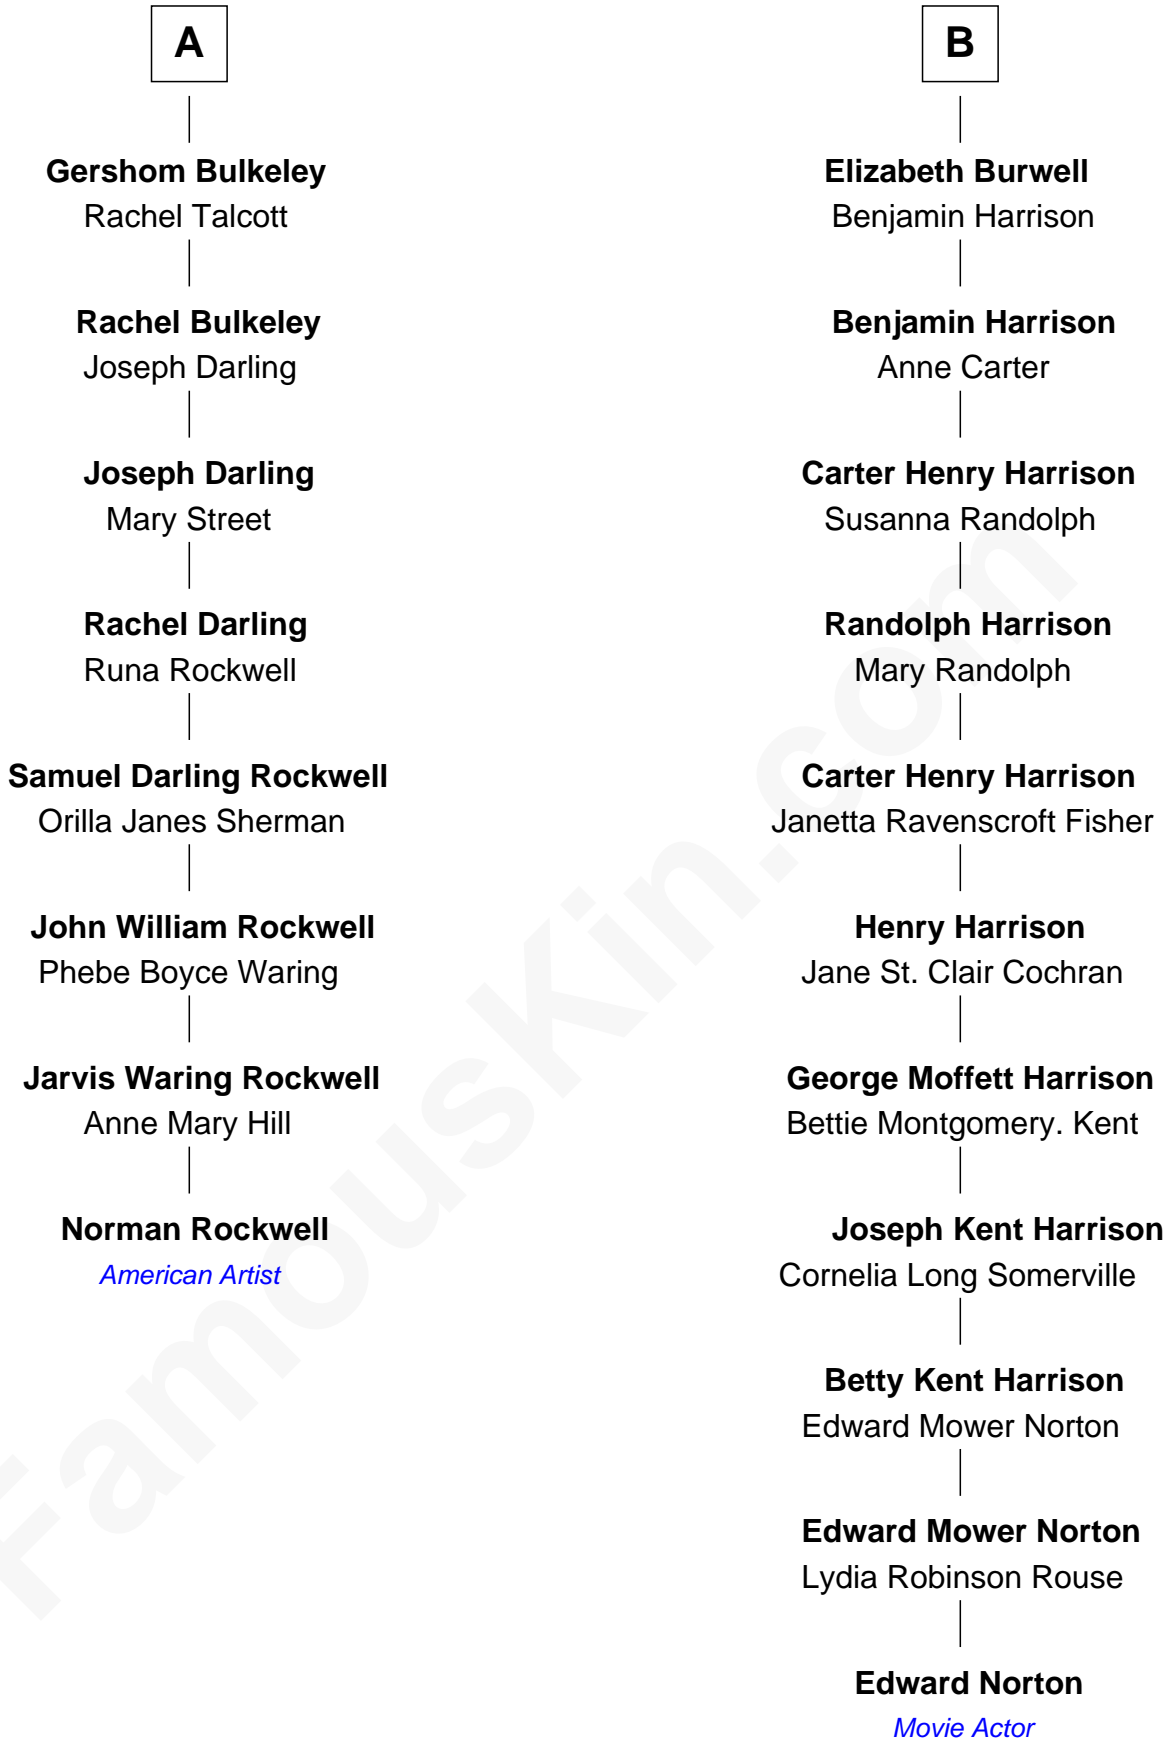 A
Gershom Bulkeley
Rachel Talcott
Rachel Bulkeley
Joseph Darling
Joseph Darling
Mary Street
Rachel Darling
Runa Rockwell
Samuel Darling Rockwell
Orilla Janes Sherman
John William Rockwell
Phebe Boyce Waring
Jarvis Waring Rockwell
Anne Mary Hill
Norman Rockwell
American Artist
B
Elizabeth Burwell
Benjamin Harrison
Benjamin Harrison
Anne Carter
Carter Henry Harrison
Susanna Randolph
Randolph Harrison
Mary Randolph
Carter Henry Harrison
Janetta Ravenscroft Fisher
Henry Harrison
Jane St. Clair Cochran
George Moffett Harrison
Bettie Montgomery. Kent
Joseph Kent Harrison
Cornelia Long Somerville
Betty Kent Harrison
Edward Mower Norton
Edward Mower Norton
Lydia Robinson Rouse
Edward Norton
Movie Actor
FamousKin.com